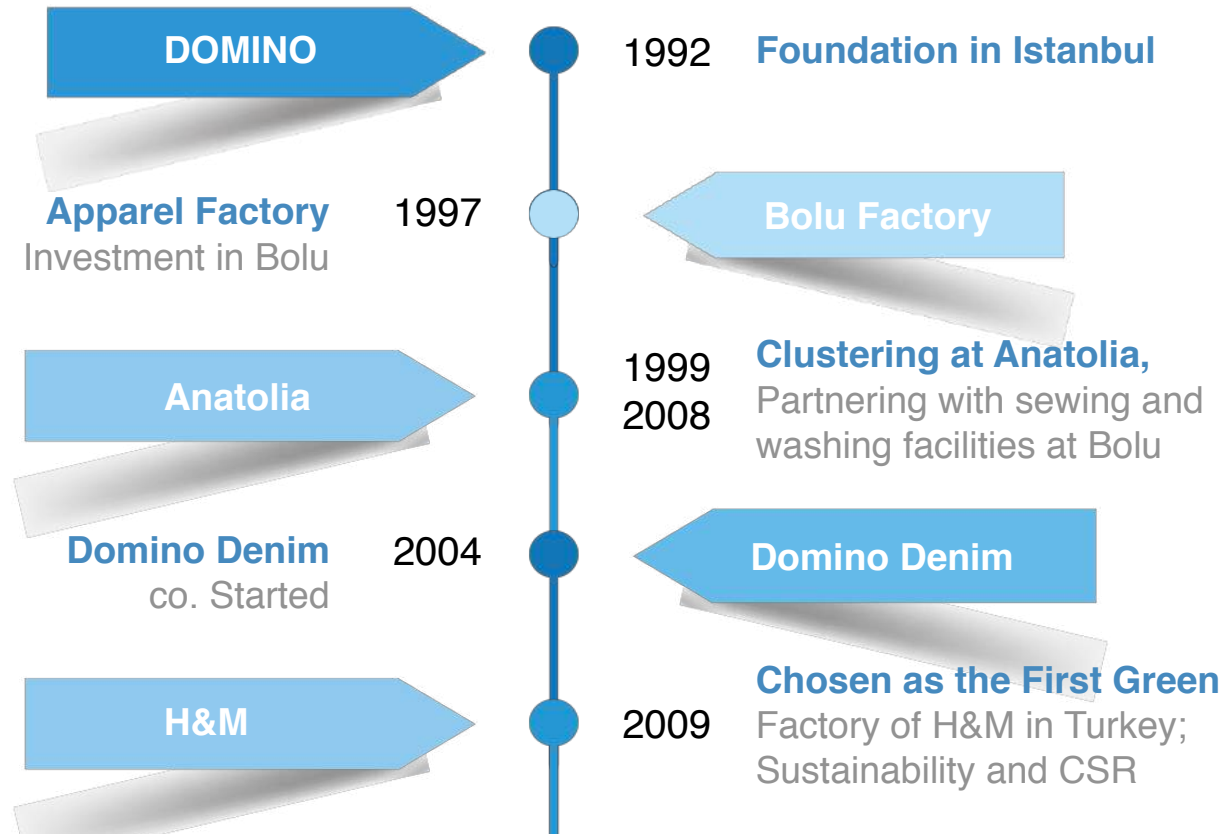 DOMINO
1992
Foundation in Istanbul
Apparel Factory
Investment in Bolu
1997
Bolu Factory
Anatolia
1999
2008
Clustering at Anatolia,
Partnering with sewing and
washing facilities at Bolu
Domino Denim
co. Started
2004
Domino Denim
H&M
2009
Chosen as the First Green
Factory of H&M in Turkey;
Sustainability and CSR